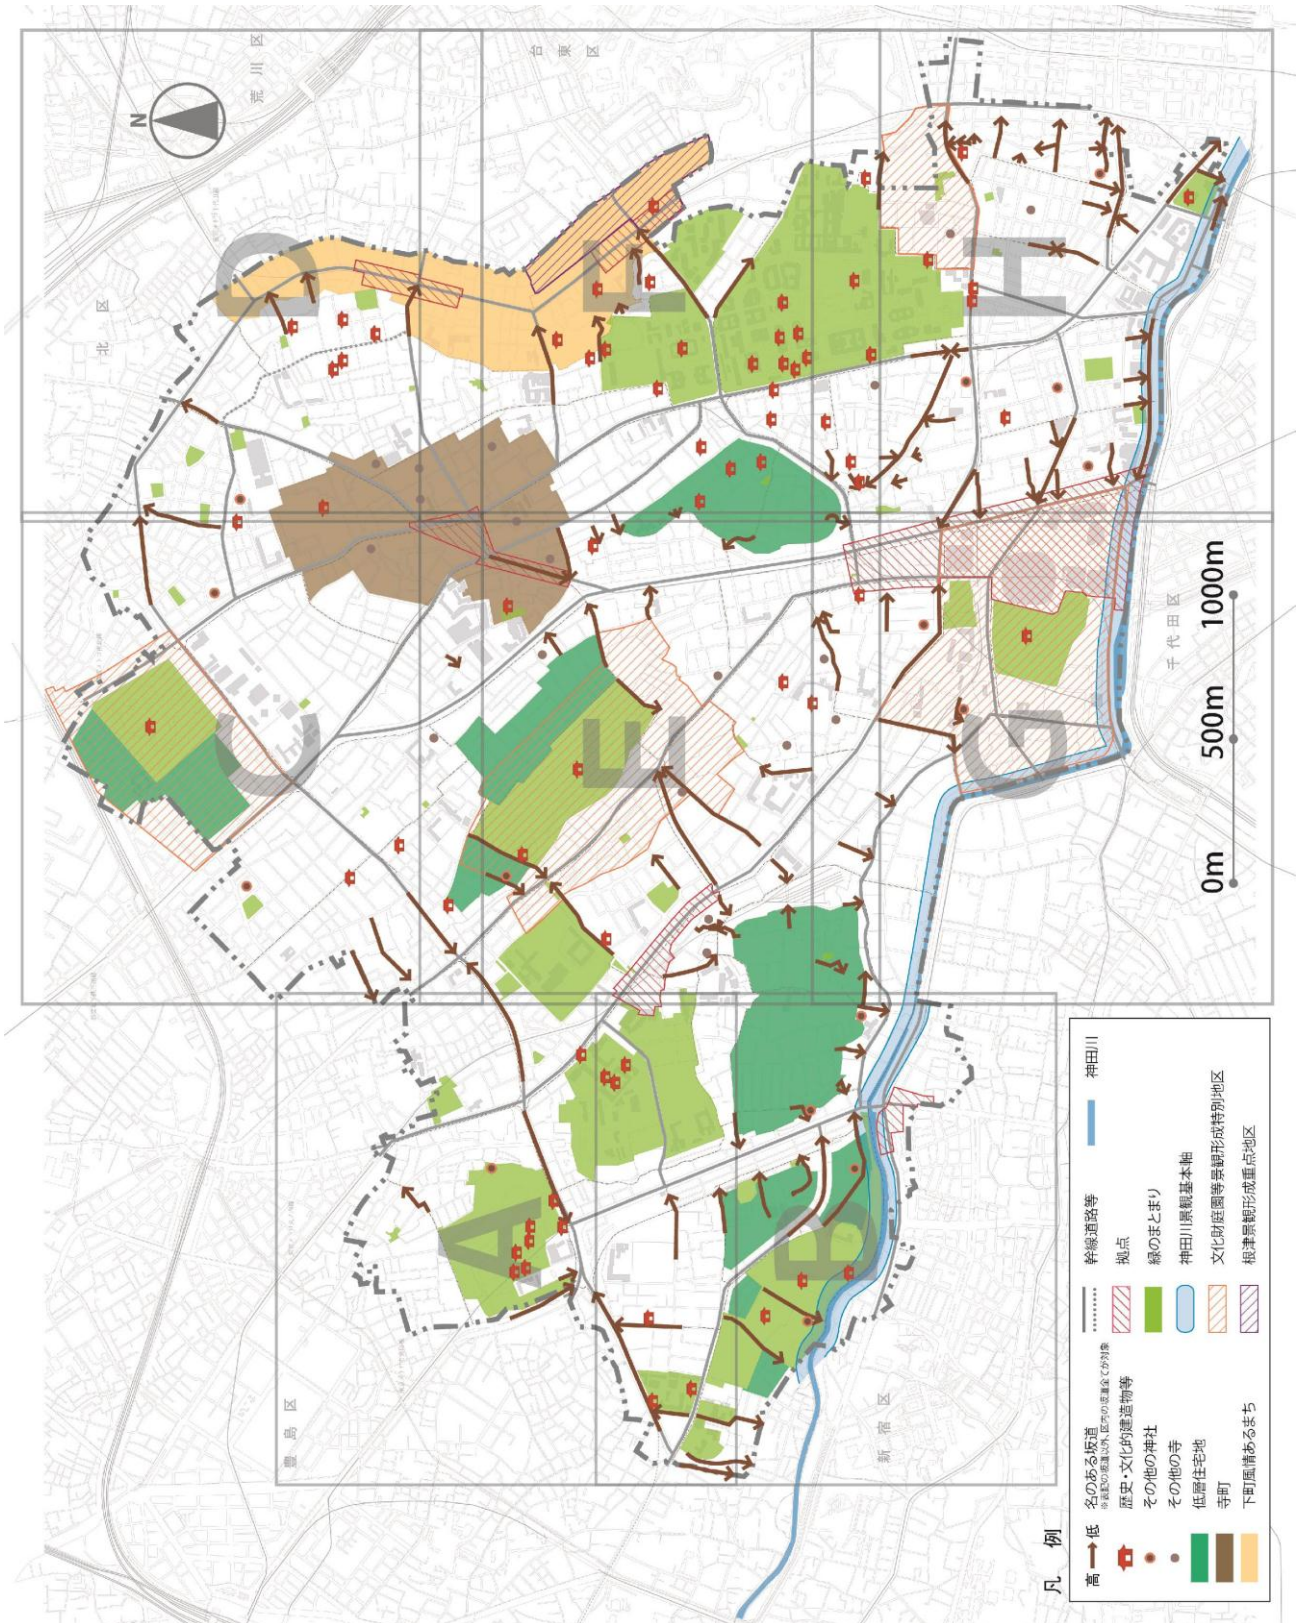 N
荒川区
台東区
北区
豊島区
新宿区
千代田区
A
B
C
D
E
F
G
H
0m 500m 1000m
凡例
高 低 名のある坂道
※表記の坂道以外、区内の坂道全てが対象
歴史・文化的建造物等
その他の神社
その他の寺
低層住宅地
寺町
下町風情あるまち
幹線道路等
拠点
緑のまとまり
神田川景観基本軸
文化財庭園等景観形成特別地区
根津景観形成重点地区
神田川